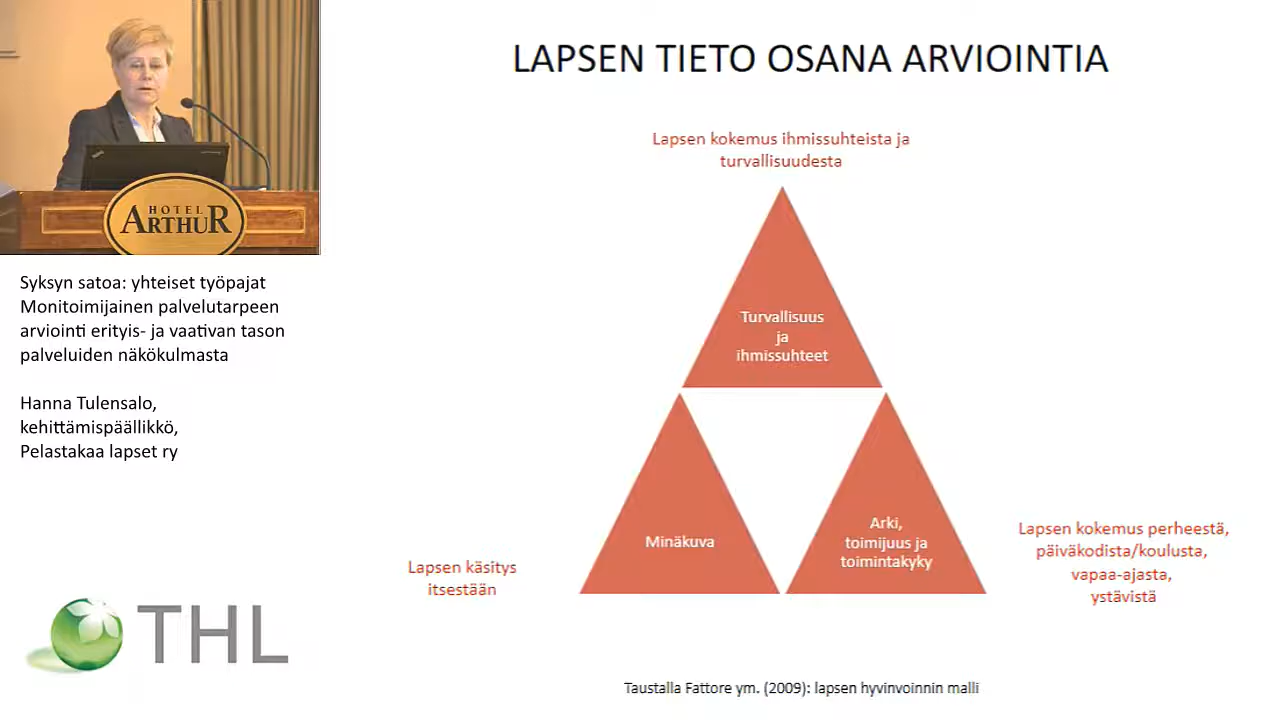 HOTEL
ARTHUR
Syksyn satoa: yhteiset työpajat
Monitoimijainen palvelutarpeen
arviointi erityis- ja vaativan tason
palveluiden näkökulmasta
Hanna Tulensalo,
kehittämispäällikkö,
Pelastakaa lapset ry
THL
LAPSEN TIETO OSANA ARVIOINTIA
Lapsen kokemus ihmissuhteista ja
turvallisuudesta
Turvallisuus
ja
ihmissuhteet
Minäkuva
Arki,
toimijuus ja
toimintakyky
Lapsen käsitys
itsestään
Lapsen kokemus perheestä,
päiväkodista/koulusta,
vapaa-ajasta,
ystävistä
Taustalla Fattore ym. (2009): lapsen hyvinvoinnin malli